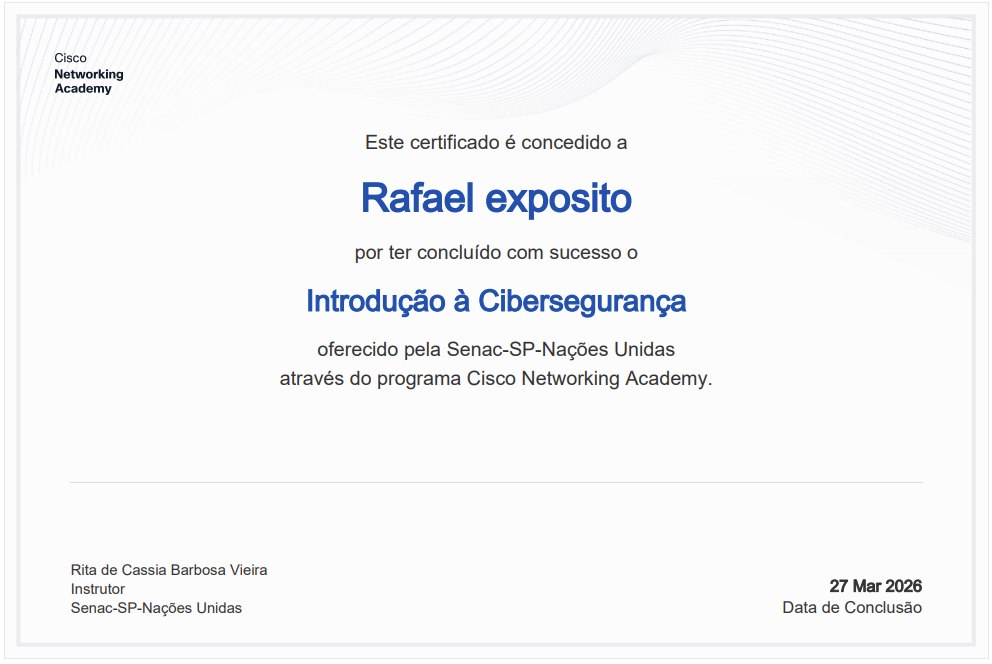 Cisco
Networking
Academy
Este certificado é concedido a
Rafael exposito
por ter concluído com sucesso o
Introdução à Cibersegurança
oferecido pela Senac-SP-Nações Unidas
através do programa Cisco Networking Academy.
Rita de Cassia Barbosa Vieira
Instrutor
Senac-SP-Nações Unidas
27 Mar 2026
Data de Conclusão